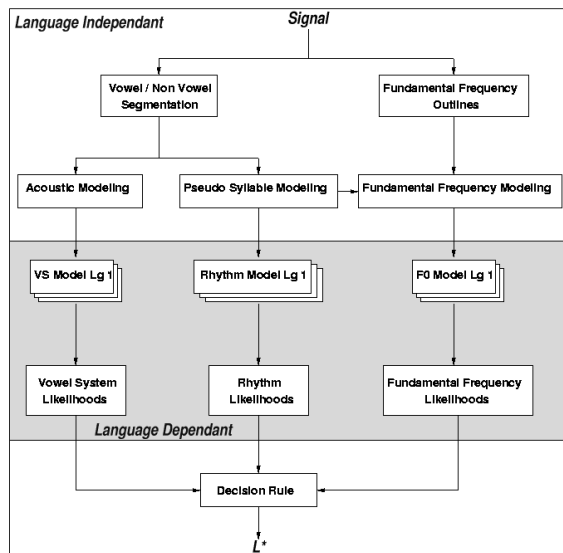 Language Independant
Signal
Vowel / Non Vowel
Segmentation
Fundamental Frequency
Outlines
Acoustic Modeling
Pseudo Syllable Modeling
Fundamental Frequency Modeling
VS Model Lg 1
Rhythm Model Lg 1
F0 Model Lg 1
Vowel System
Likelihoods
Rhythm
Likelihoods
Fundamental Frequency
Likelihoods
Language Dependant
Decision Rule
L*